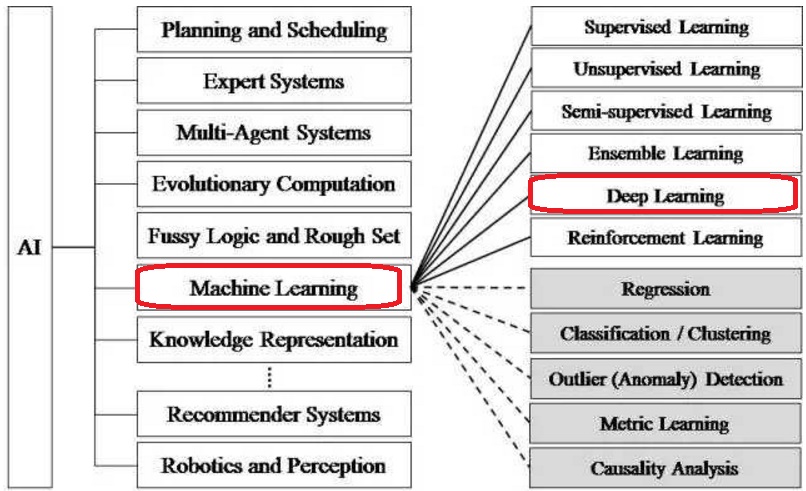 AI
Planning and Scheduling
Expert Systems
Multi-Agent Systems
Evolutionary Computation
Fussy Logic and Rough Set
Machine Learning
Knowledge Representation
Recommender Systems
Robotics and Perception
Supervised Learning
Unsupervised Learning
Semi-supervised Learning
Ensemble Learning
Deep Learning
Reinforcement Learning
Regression
Classification / Clustering
Outlier (Anomaly) Detection
Metric Learning
Causality Analysis